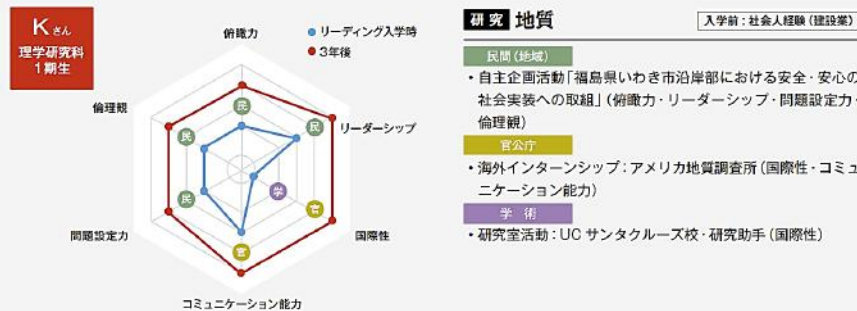 Kさん
理学研究科
1期生
俯瞰力
リーディング入学時
3年後
倫理観
リーダーシップ
問題設定力
国際性
コミュニケーション能力
民
民
民
民
学
官
官
研究 地質
入学前：社会人経験（建設業）
民間（地域）
・自主企画活動「福島県いわき市沿岸部における安全・安心の
社会実装への取組」（俯瞰力・リーダーシップ・問題設定力・
倫理観）
官公庁
・海外インターンシップ：アメリカ地質調査所（国際性・コミュ
ニケーション能力）
学術
・研究室活動：UC サンタクルーズ校・研究助手（国際性）